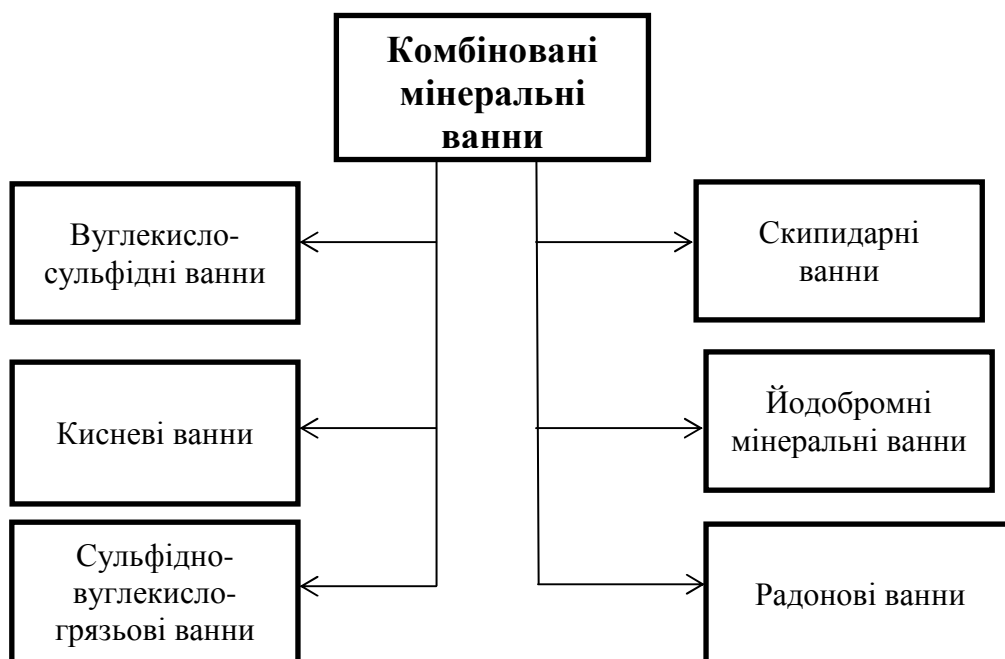 Комбіновані
мінеральні
ванни
Вуглекисло-
сульфідні ванни
Скипидарні
ванни
Кисневі ванни
Йодобромні
мінеральні ванни
Сульфідно-
вуглекисло-
грязьові ванни
Радонові ванни